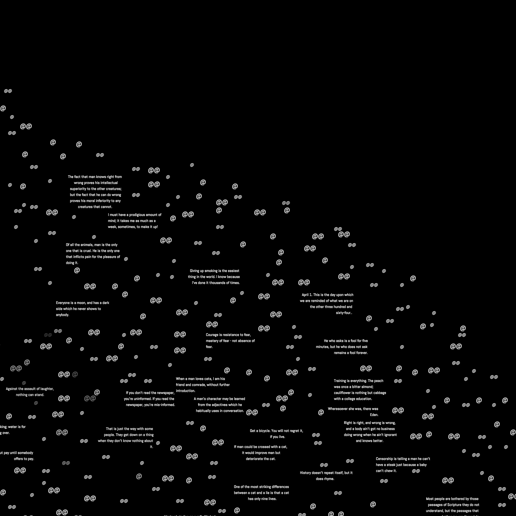 The fact that man knows right from
wrong proves his intellectual
superiority to the other creatures;
but the fact that he can do wrong
proves his moral inferiority to any
creatures that cannot.
I must have a prodigious amount of
mind; it takes me as much as a
week, sometimes, to make it up!
Of all the animals, man is the only
one that is cruel. He is the only one
that inflicts pain for the pleasure of
doing it.
Giving up smoking is the easiest
thing in the world. I know because
I've done it thousands of times.
April 1. This is the day upon which
we are reminded of what we are on
the other three hundred and
sixty-four.
Everyone is a moon, and has a dark
side which he never shows to
anybody.
Courage is resistance to fear,
mastery of fear - not absence of
fear.
He who asks is a fool for five
minutes, but he who does not ask
remains a fool forever.
When a man loves cats, I am his
friend and comrade, without further
introduction.
Training is everything. The peach
was once a bitter almond;
cauliflower is nothing but cabbage
with a college education.
Against the assault of laughter,
nothing can stand.
If you don't read the newspaper,
you're uninformed. If you read the
newspaper, you're mis-informed.
A man's character may be learned
from the adjectives which he
habitually uses in conversation.
Wheresoever she was, there was
Eden.
Right is right, and wrong is wrong,
and a body ain't got no business
doing wrong when he ain't ignorant
and knows better.
water is for
over.
That is just the way with some
people. They get down on a thing
when they don't know nothing about
it.
Get a bicycle. You will not regret it,
if you live.
If man could be crossed with a cat,
it would improve man but
deteriorate the cat.
put yell until somebody
offers to pay.
Censorship is telling a man he can't
have a steak just because a baby
can't chew it.
History doesn't repeat itself, but it
does rhyme.
One of the most striking differences
between a cat and a lie is that a cat
has only nine lives.
Most people are bothered by those
passages of Scripture they do not
understand, but the passages that